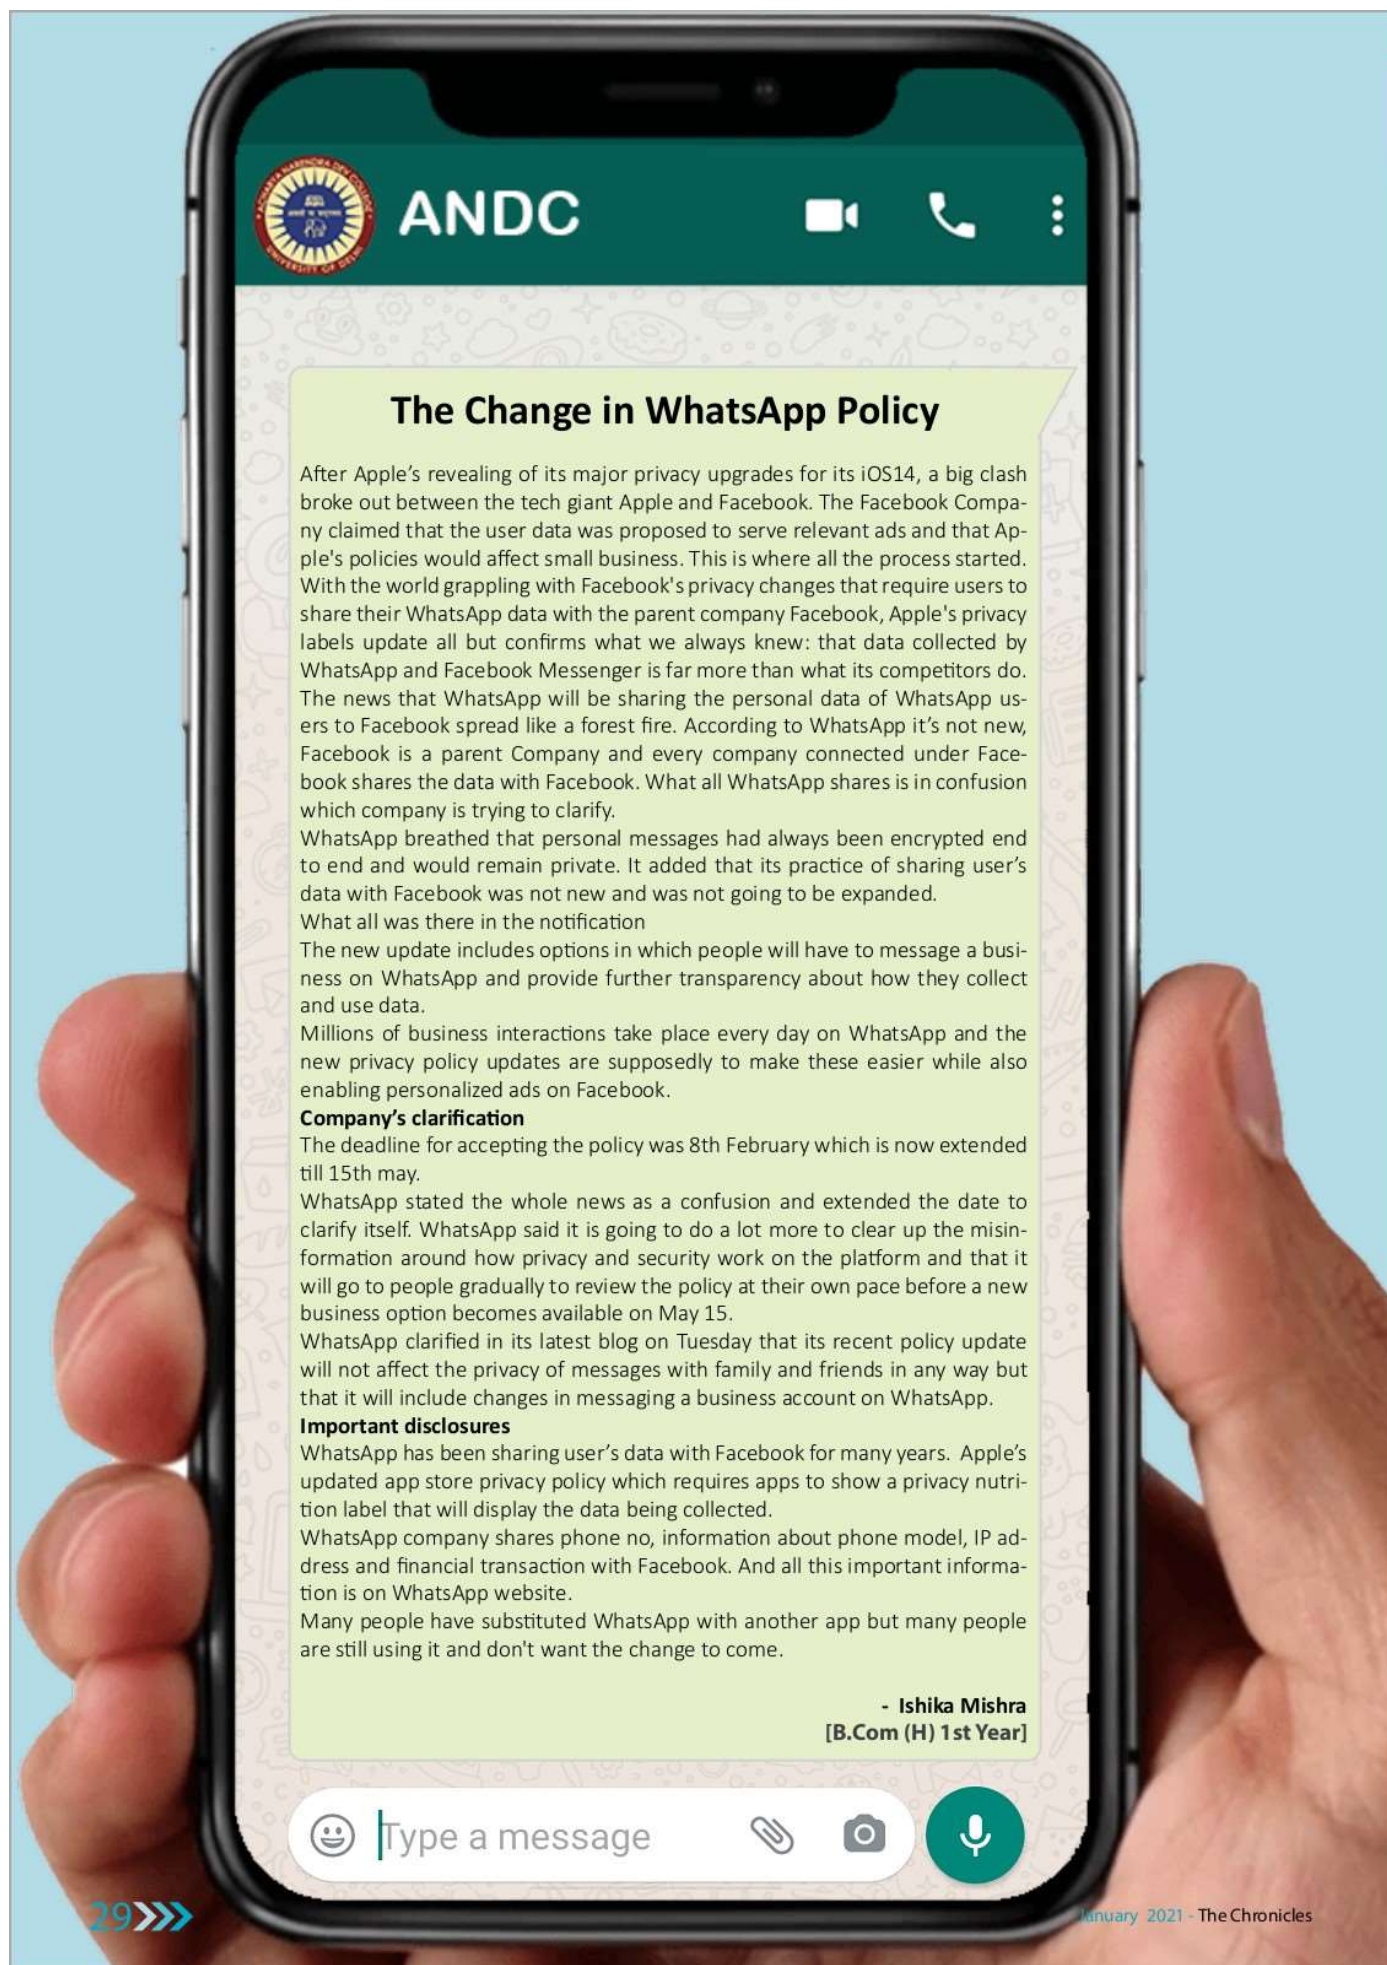 ACHARYA NARENDRA DEV COLLEGE
UNIVERSITY OF DELHI
ANDC
The Change in WhatsApp Policy
After Apple’s revealing of its major privacy upgrades for its iOS14, a big clash
broke out between the tech giant Apple and Facebook. The Facebook Compa-
ny claimed that the user data was proposed to serve relevant ads and that Ap-
ple's policies would affect small business. This is where all the process started.
With the world grappling with Facebook's privacy changes that require users to
share their WhatsApp data with the parent company Facebook, Apple's privacy
labels update all but confirms what we always knew: that data collected by
WhatsApp and Facebook Messenger is far more than what its competitors do.
The news that WhatsApp will be sharing the personal data of WhatsApp us-
ers to Facebook spread like a forest fire. According to WhatsApp it’s not new,
Facebook is a parent Company and every company connected under Face-
book shares the data with Facebook. What all WhatsApp shares is in confusion
which company is trying to clarify.
WhatsApp breathed that personal messages had always been encrypted end
to end and would remain private. It added that its practice of sharing user’s
data with Facebook was not new and was not going to be expanded.
What all was there in the notification
The new update includes options in which people will have to message a busi-
ness on WhatsApp and provide further transparency about how they collect
and use data.
Millions of business interactions take place every day on WhatsApp and the
new privacy policy updates are supposedly to make these easier while also
enabling personalized ads on Facebook.
Company’s clarification
The deadline for accepting the policy was 8th February which is now extended
till 15th may.
WhatsApp stated the whole news as a confusion and extended the date to
clarify itself. WhatsApp said it is going to do a lot more to clear up the misin-
formation around how privacy and security work on the platform and that it
will go to people gradually to review the policy at their own pace before a new
business option becomes available on May 15.
WhatsApp clarified in its latest blog on Tuesday that its recent policy update
will not affect the privacy of messages with family and friends in any way but
that it will include changes in messaging a business account on WhatsApp.
Important disclosures
WhatsApp has been sharing user’s data with Facebook for many years. Apple’s
updated app store privacy policy which requires apps to show a privacy nutri-
tion label that will display the data being collected.
WhatsApp company shares phone no, information about phone model, IP ad-
dress and financial transaction with Facebook. And all this important informa-
tion is on WhatsApp website.
Many people have substituted WhatsApp with another app but many people
are still using it and don't want the change to come.
- Ishika Mishra
[B.Com (H) 1st Year]
Type a message
29
January 2021 - The Chronicles